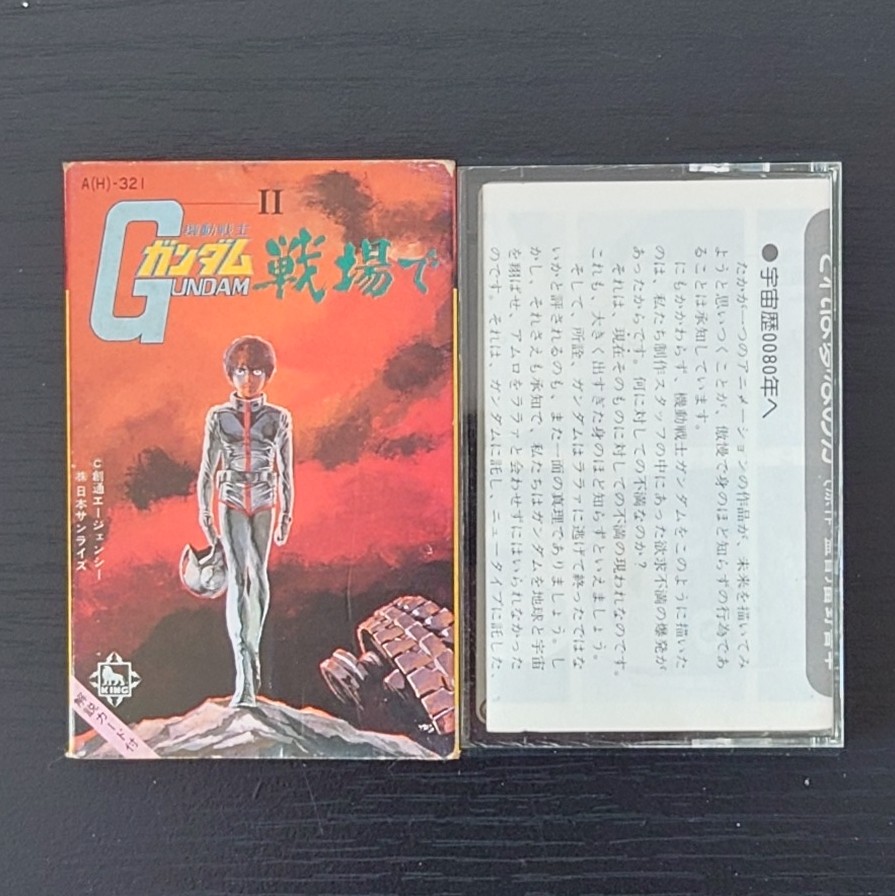 A(H)-321
II
機動戦士
ガンダム
GUNDAM
戦場で
©創通エージェンシー
㈱日本サンライズ
KING
解説カード付
●宇宙歴0080年へ
たかが一つのアニメーションの作品が、未来を描いてみ
ようと思いつくことが、傲慢で身のほど知らずの行為であ
ることは承知しています。
にもかかわらず、機動戦士ガンダムをこのように描いた
のは、私たち制作スタッフの中にあった欲求不満の爆発が
あったからです。何に対しての不満なのか？
それは、現在そのものに対しての不満の現われなのです。
これも、大きく出すぎた身のほど知らずといえましょう。
そして、所詮、ガンダムはララァに逃げて終ったではな
いかと評されるのも、また一面の真理でありましょう。し
かし、それさえも承知で、私たちはガンダムを地球と宇宙
を翔ばせ、アムロをララァと会わせずにはいられなかった
のです。それは、ガンダムに託し、ニュータイプに託した、